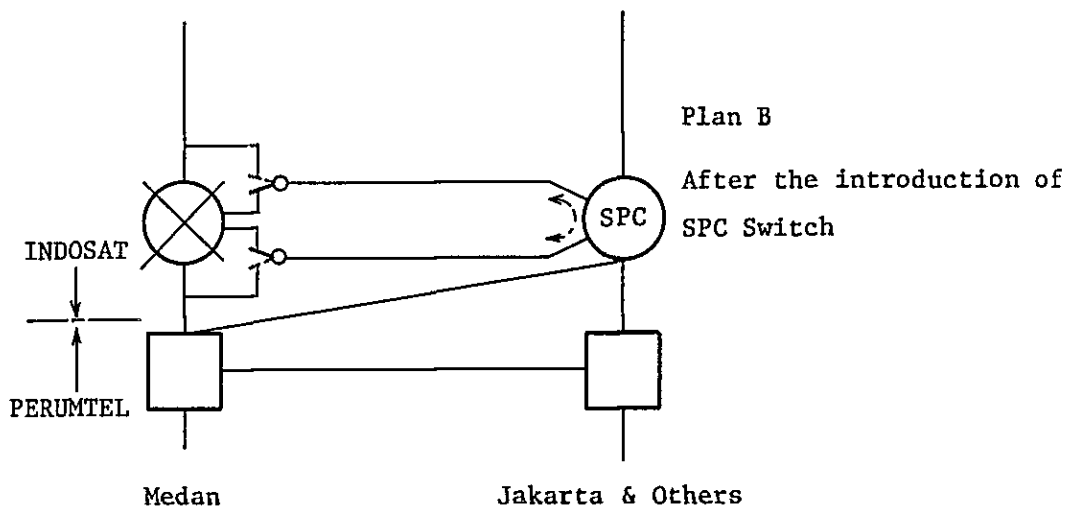 Plan B
After the introduction of
SPC Switch
SPC
INDOSAT
PERUMTEL
Medan
Jakarta & Others